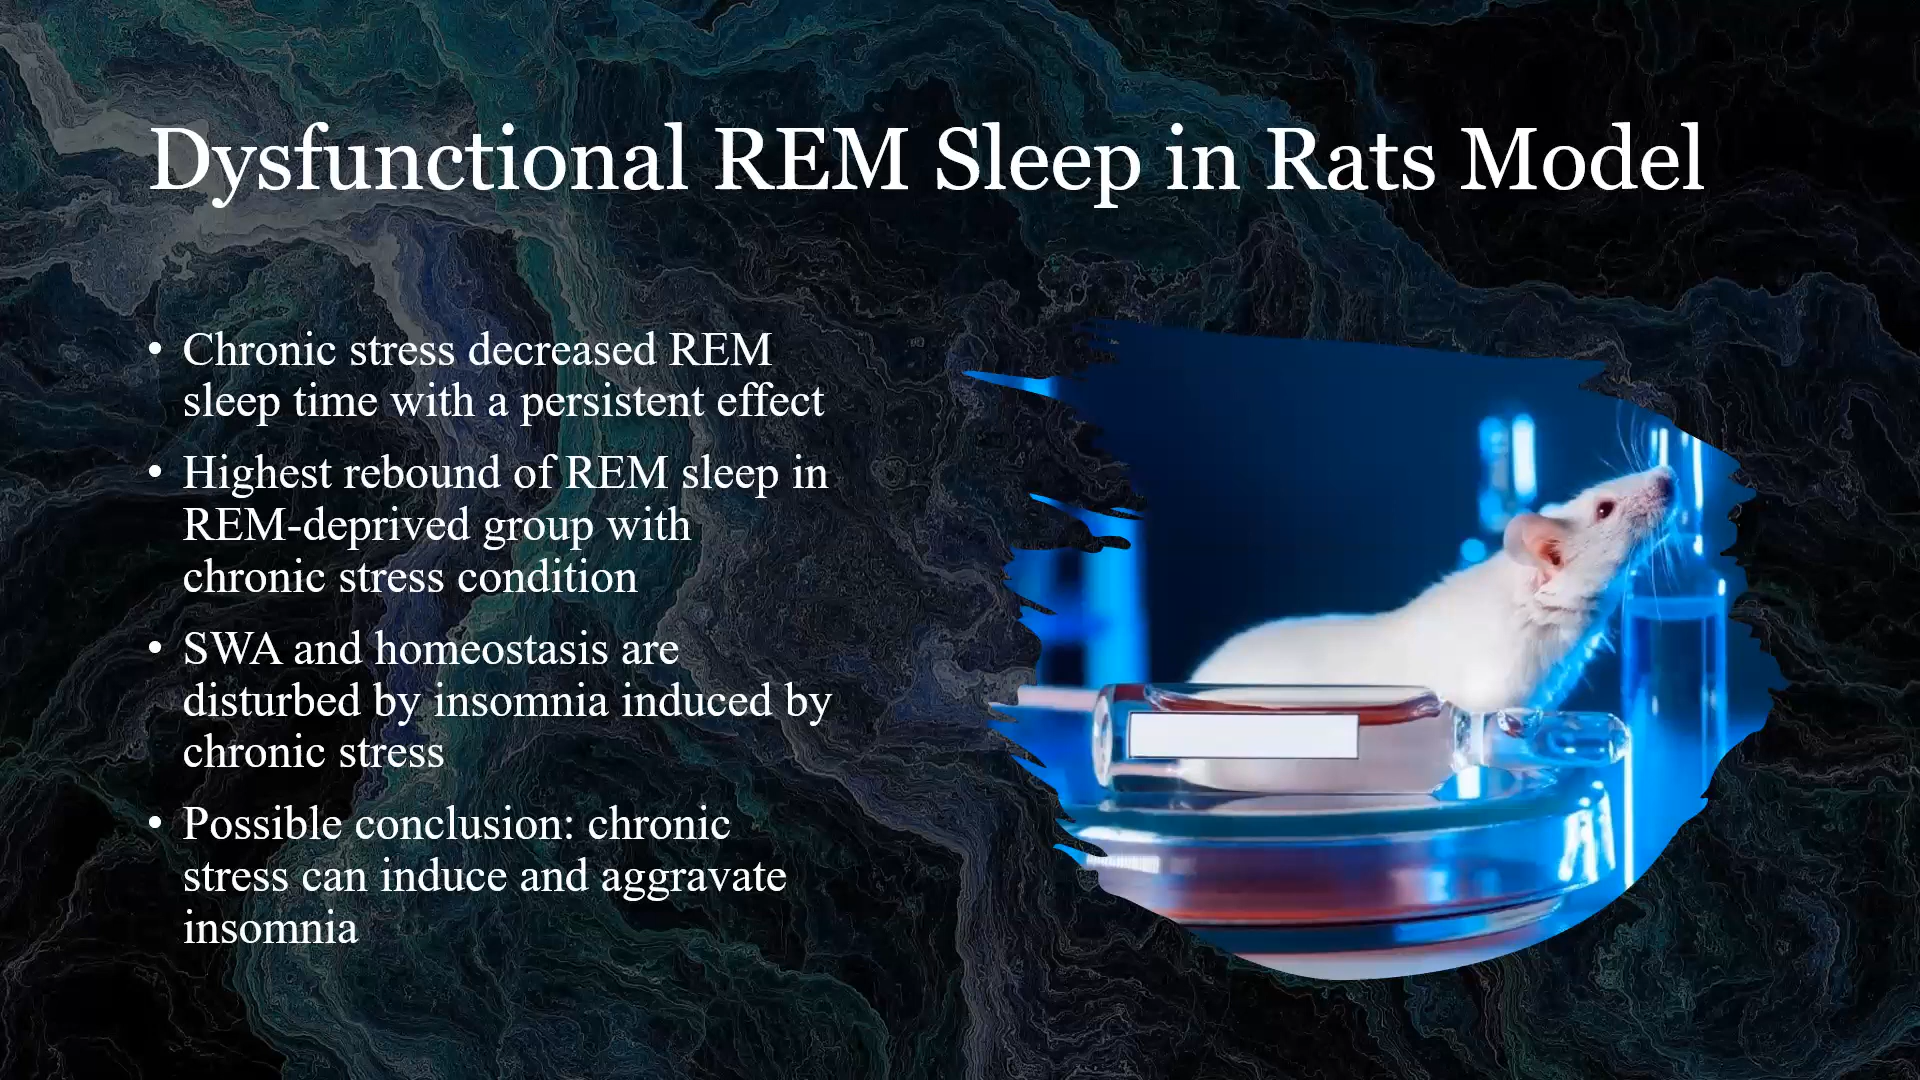 Dysfunctional REM Sleep in Rats Model
• Chronic stress decreased REM
sleep time with a persistent effect
• Highest rebound of REM sleep in
REM-deprived group with
chronic stress condition
• SWA and homeostasis are
disturbed by insomnia induced by
chronic stress
• Possible conclusion: chronic
stress can induce and aggravate
insomnia